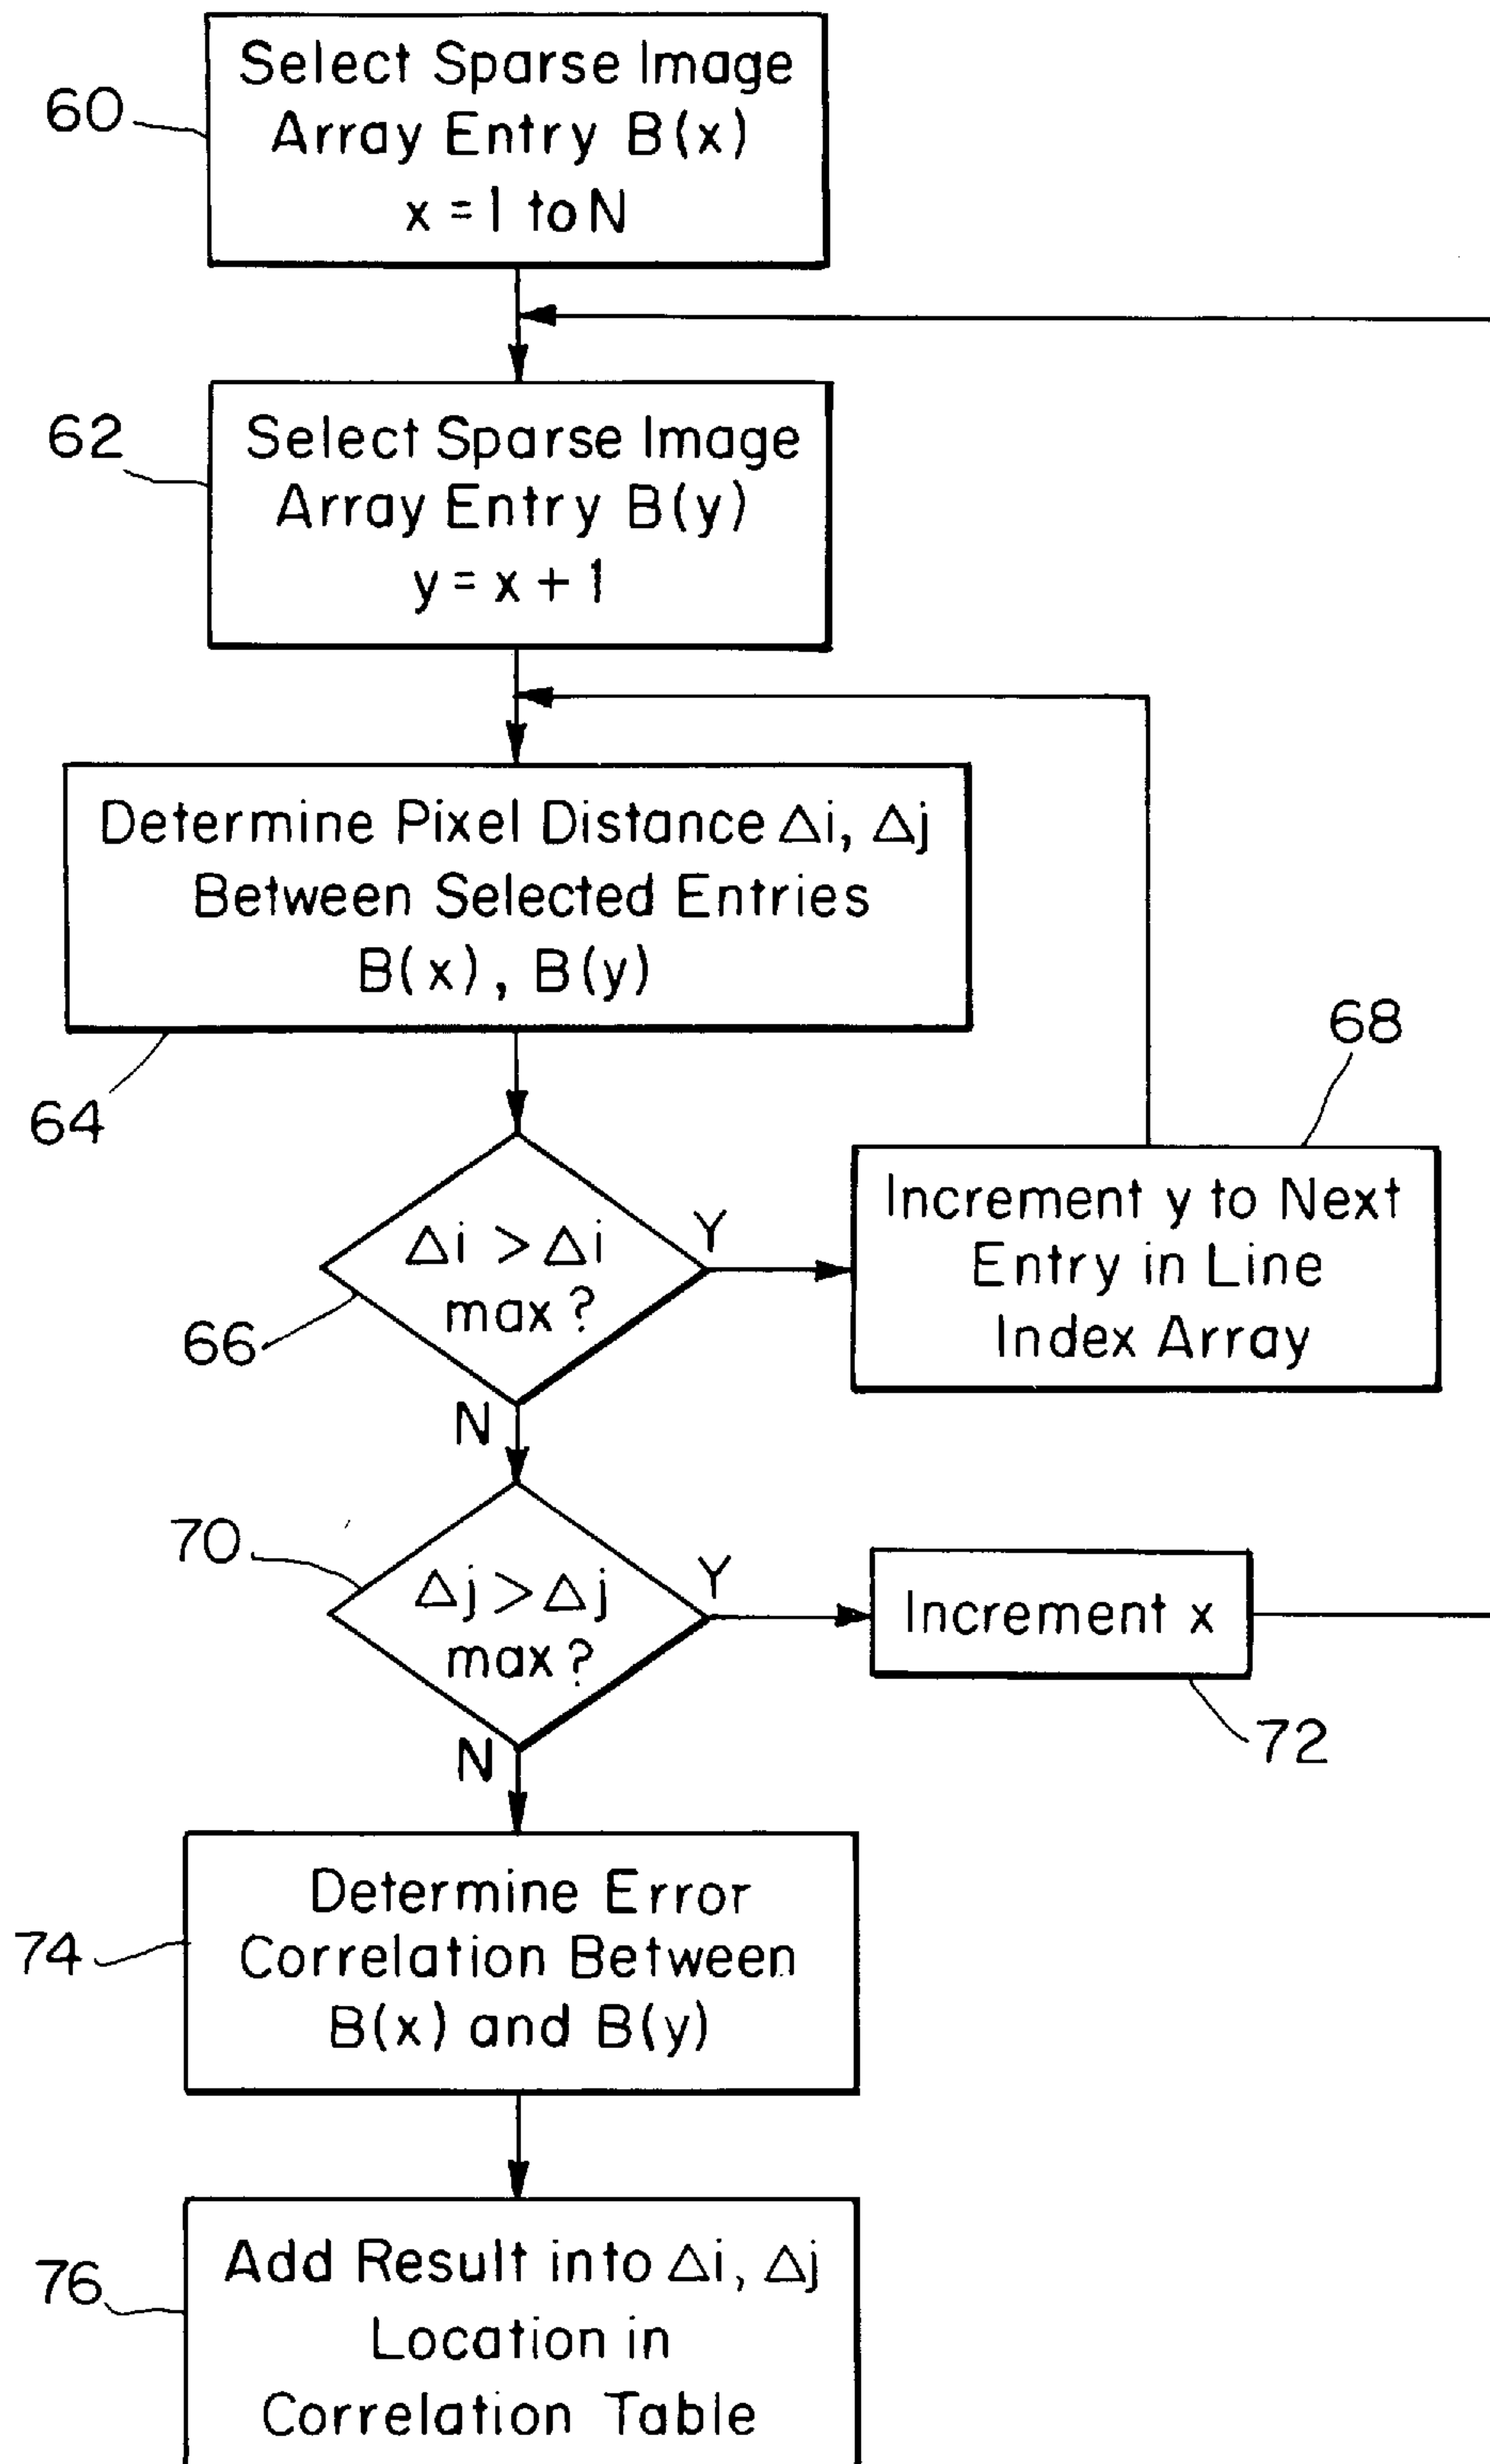 60
Select Sparse Image
Array Entry B(x)
x = 1 to N
62
Select Sparse Image
Array Entry B(y)
y = x + 1
Determine Pixel Distance Δi, Δj
Between Selected Entries
B(x), B(y)
64
68
Increment y to Next
Entry in Line
Index Array
Δi > Δi
max?
Y
66
N
70
Δj > Δj
max?
Y
Increment x
72
N
74
Determine Error
Correlation Between
B(x) and B(y)
76
Add Result into Δi, Δj
Location in
Correlation Table